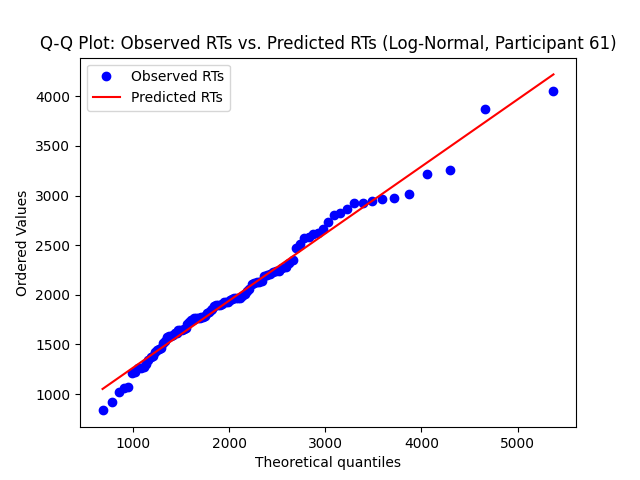 Q-Q Plot: Observed RTs vs. Predicted RTs (Log-Normal, Participant 61)
Observed RTs
Predicted RTs
4000
3500
3000
2500
2000
1500
1000
Ordered Values
1000 2000 3000 4000 5000
Theoretical quantiles